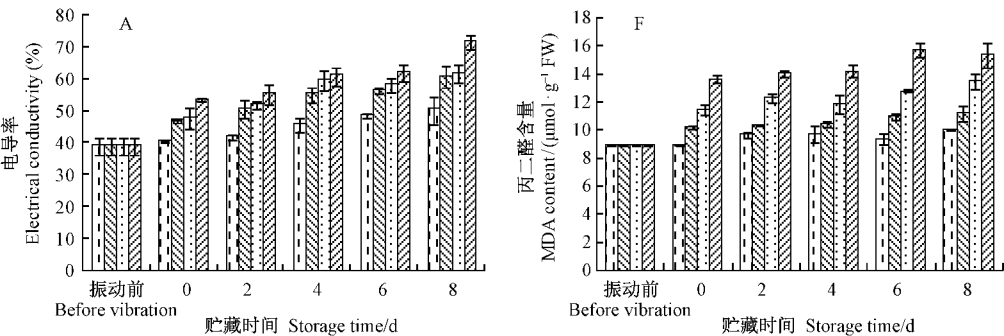 A
电导率
Electrical conductivity (%)
80
70
60
50
40
30
20
10
0
振动前 0 2 4 6 8
Before vibration
贮藏时间 Storage time/d
F
丙二醛含量
MDA content/(μmol·g⁻¹ FW)
18
16
14
12
10
8
6
4
2
0
振动前 0 2 4 6 8
Before vibration
贮藏时间 Storage time/d